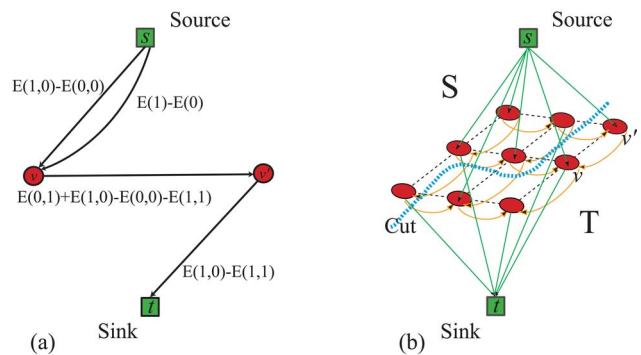 Source
s
E(1,0)-E(0,0)
E(1)-E(0)
v
v'
E(0,1)+E(1,0)-E(0,0)-E(1,1)
E(1,0)-E(1,1)
t
Sink
(a)
Source
s
S
v'
v
Cut
T
t
Sink
(b)